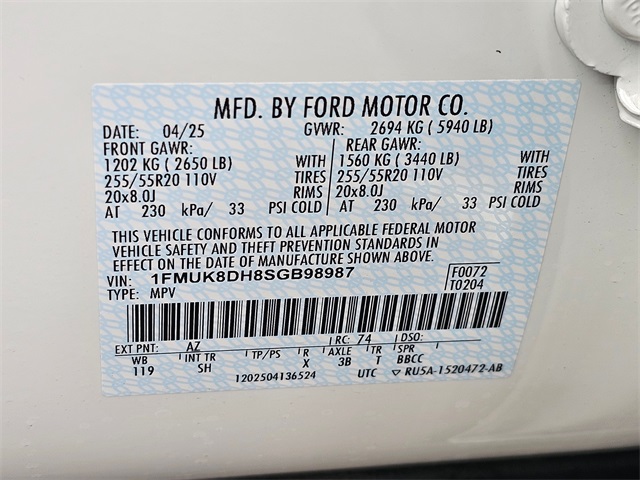 MFD. BY FORD MOTOR CO.
DATE: 04/25 GVWR: 2694 KG ( 5940 LB)
FRONT GAWR: REAR GAWR:
1202 KG ( 2650 LB) WITH 1560 KG ( 3440 LB) WITH
255/55R20 110V TIRES 255/55R20 110V TIRES
20x8.0J RIMS 20x8.0J RIMS
AT 230 kPa/ 33 PSI COLD AT 230 kPa/ 33 PSI COLD
THIS VEHICLE CONFORMS TO ALL APPLICABLE FEDERAL MOTOR
VEHICLE SAFETY AND THEFT PREVENTION STANDARDS IN
EFFECT ON THE DATE OF MANUFACTURE SHOWN ABOVE.
VIN: 1FMUK8DH8SGB98987 F0072
TYPE: MPV T0204
EXT PNT: AZ RC: 74 DSO:
WB INT TR TP/PS R AXLE TR SPR
119 SH X 3B T BBCC
1202504136524 UTC ▽ RU5A-1520472-AB